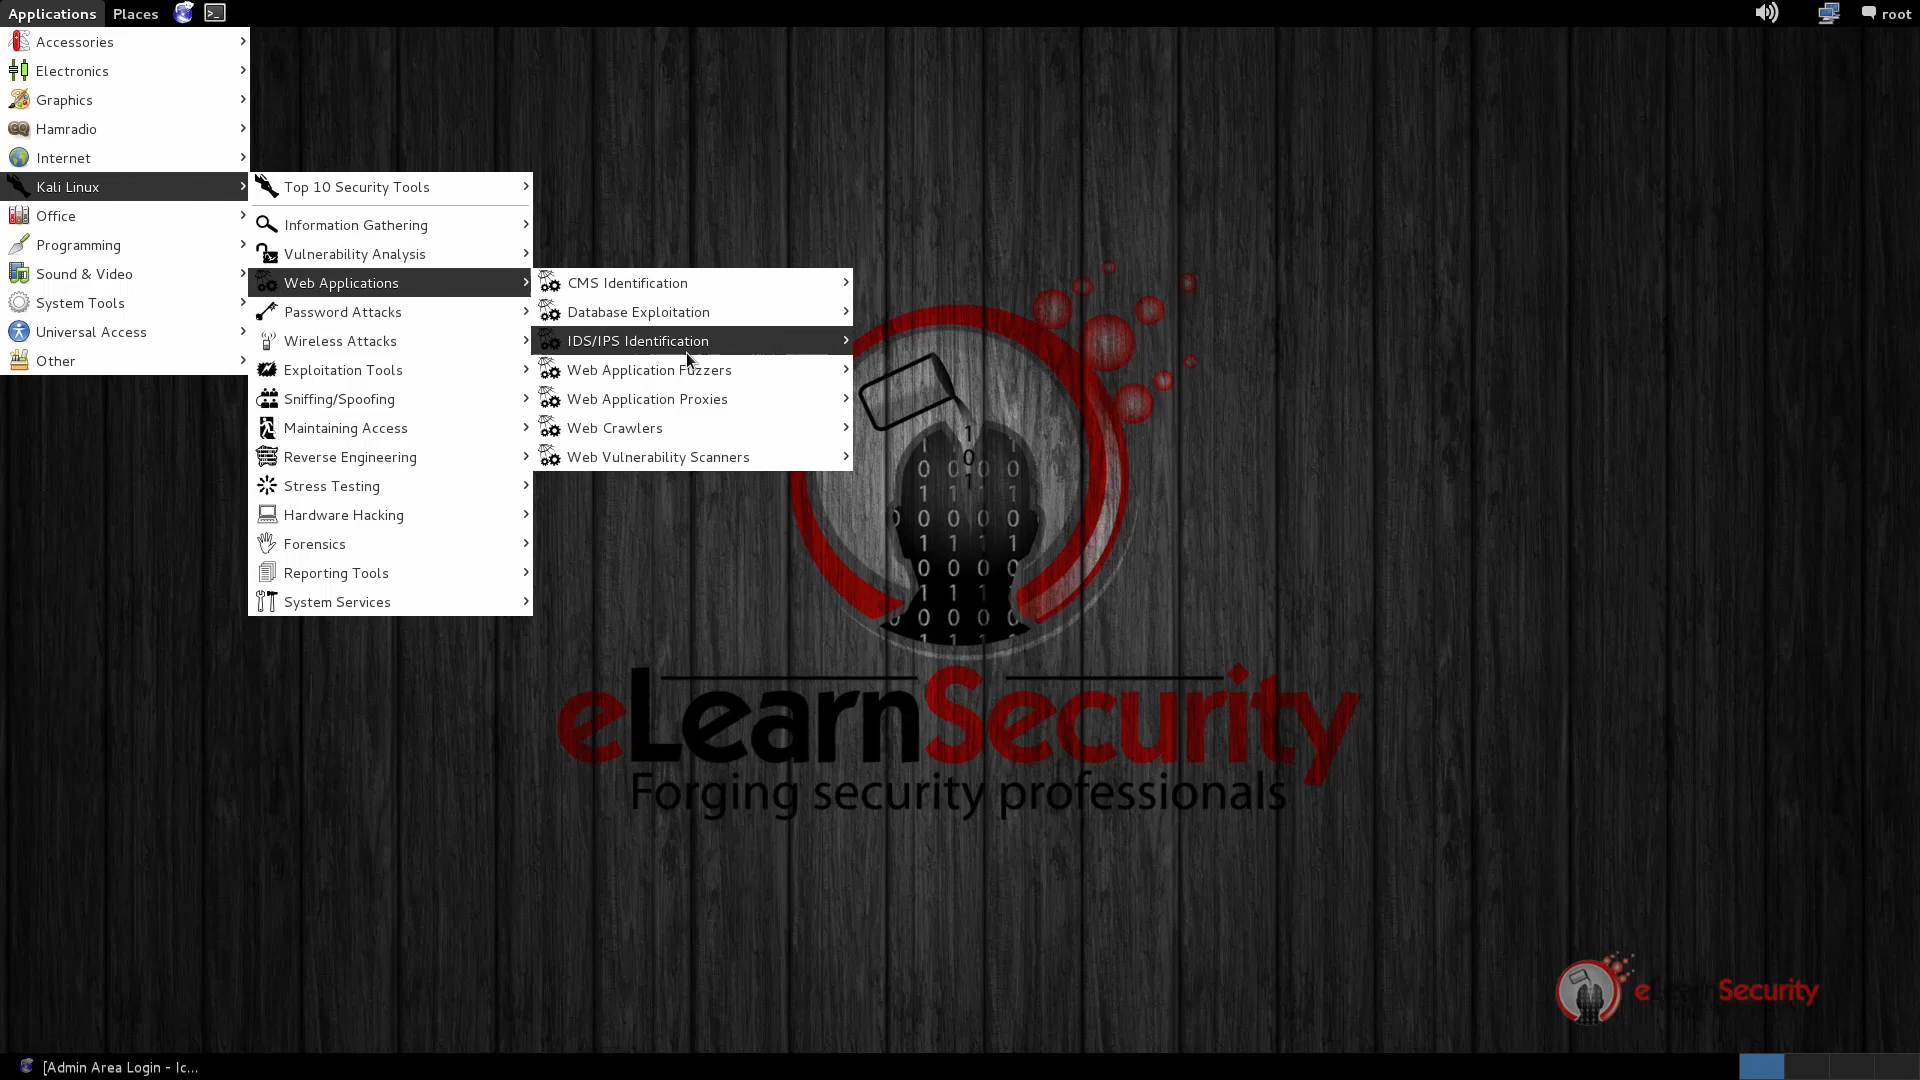 Applications Places root
Accessories
Electronics
Graphics
Hamradio
Internet
Kali Linux
Office
Programming
Sound & Video
System Tools
Universal Access
Other
Top 10 Security Tools
Information Gathering
Vulnerability Analysis
Web Applications
Password Attacks
Wireless Attacks
Exploitation Tools
Sniffing/Spoofing
Maintaining Access
Reverse Engineering
Stress Testing
Hardware Hacking
Forensics
Reporting Tools
System Services
CMS Identification
Database Exploitation
IDS/IPS Identification
Web Application Fuzzers
Web Application Proxies
Web Crawlers
Web Vulnerability Scanners
eLearnSecurity
Forging security professionals
eLearnSecurity
[Admin Area Login - Ic...